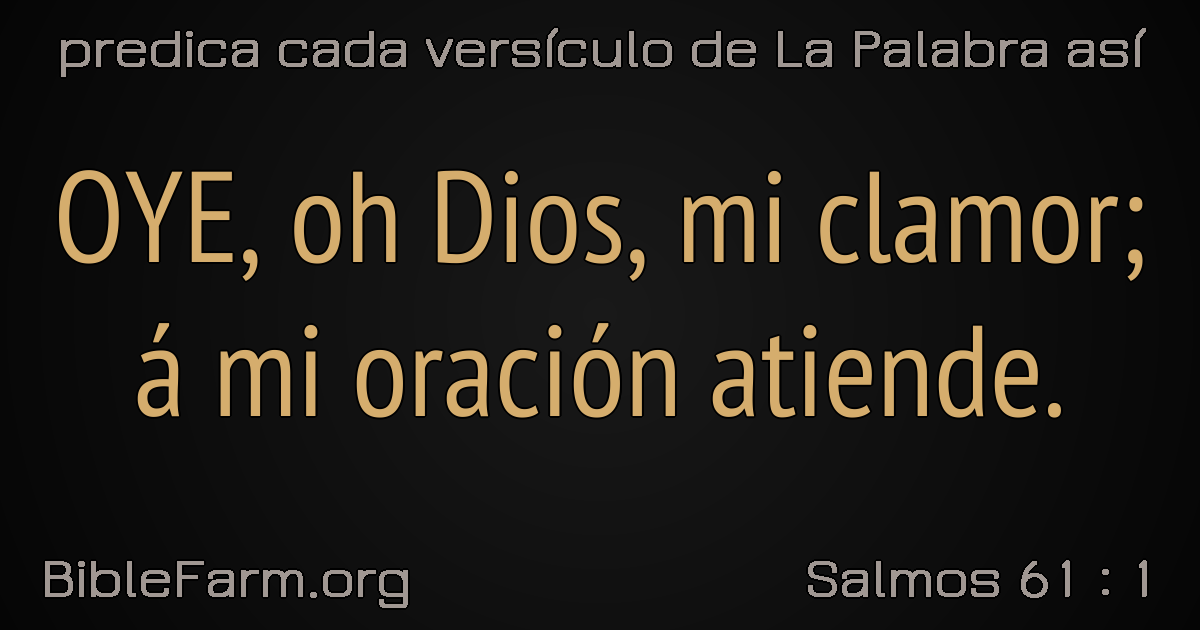 predica cada versículo de La Palabra así
OYE, oh Dios, mi clamor;
á mi oración atiende.
BibleFarm.org
Salmos 61 : 1